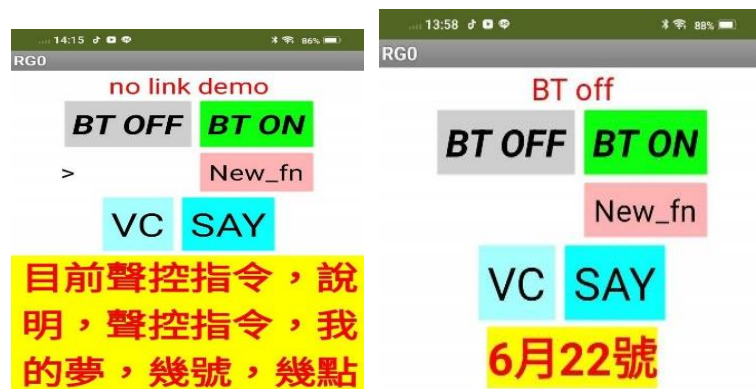 14:15
86%
RG0
no link demo
BT OFF
BT ON
>
New_fn
VC
SAY
目前聲控指令，說
明，聲控指令，我
的夢，幾號，幾點
13:58
88%
RG0
BT off
BT OFF
BT ON
New_fn
VC
SAY
6月22號